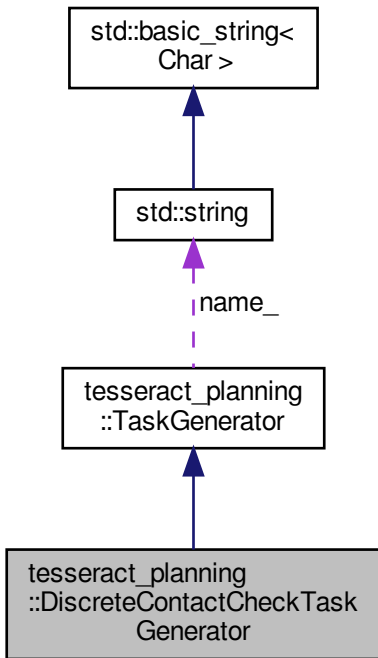 std::basic_string<
Char >
std::string
name_
tesseract_planning
::TaskGenerator
tesseract_planning
::DiscreteContactCheckTask
Generator